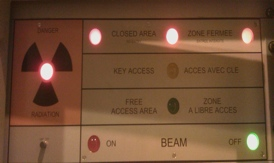 DANGER
CLOSED AREA
ZONE FERMEE
KEY ACCESS
ACCES AVEC CLE
FREE
ACCESS AREA
ZONE
A LIBRE ACCES
RADIATION
ON
BEAM
OFF